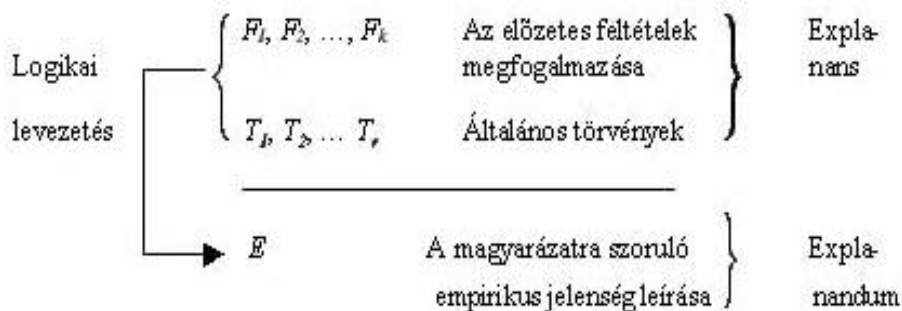 F₁, F₂, ..., Fₖ Az előzetes feltételek Expla-
Logikai megfogalmazása nans
levezetés T₁, T₂, ... Tᵣ Általános törvények
E A magyarázatra szoruló Expla-
empirikus jelenség leírása nandum